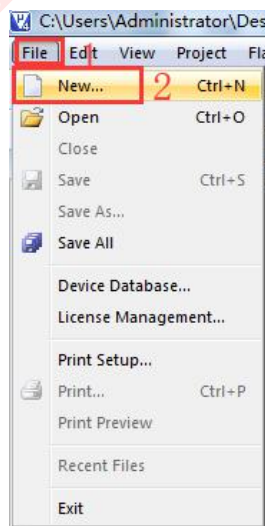 C:\Users\Administrator\Des
File Edit View Project Fla
1
New... 2 Ctrl+N
Open Ctrl+O
Close
Save Ctrl+S
Save As...
Save All
Device Database...
License Management...
Print Setup...
Print... Ctrl+P
Print Preview
Recent Files
Exit